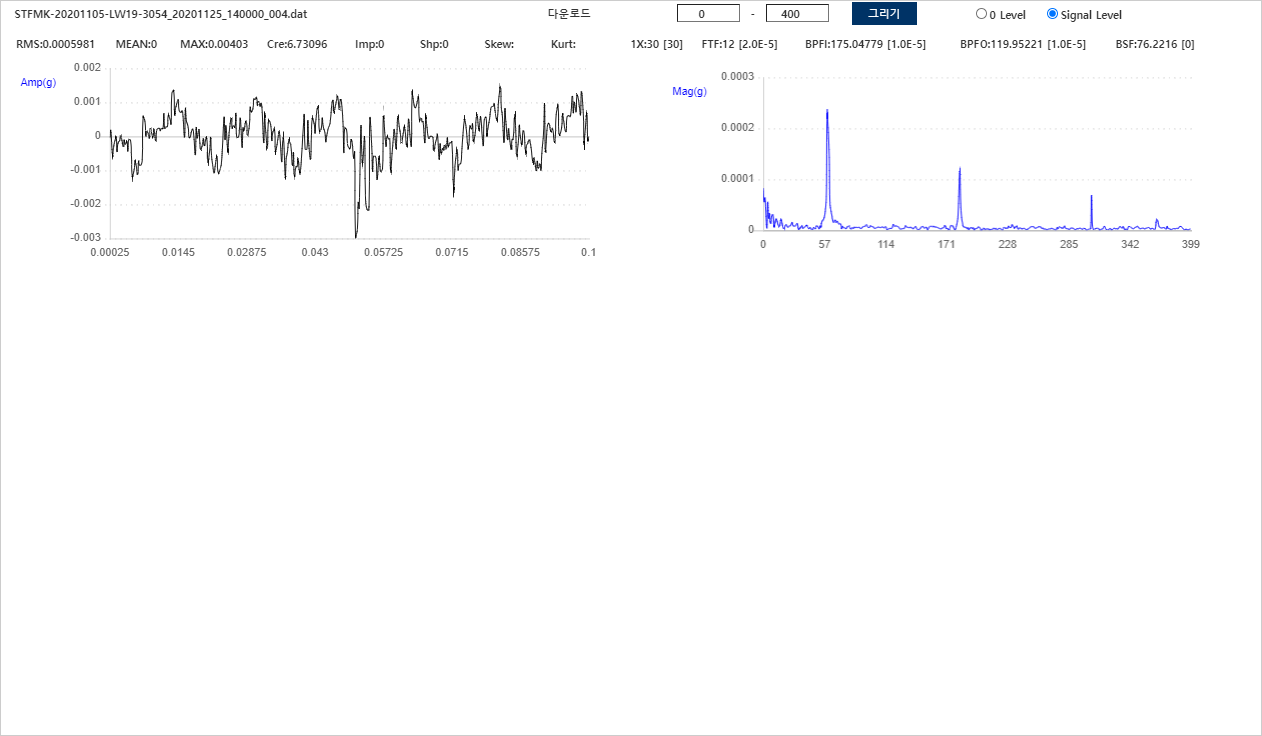 STFMK-20201105-LW19-3054_20201125_140000_004.dat 다운로드 0 - 400 그리기 0 Level Signal Level
RMS:0.0005981 MEAN:0 MAX:0.00403 Cre:6.73096 Imp:0 Shp:0 Skew: Kurt: 1X:30 [30] FTF:12 [2.0E-5] BPFI:175.04779 [1.0E-5] BPFO:119.95221 [1.0E-5] BSF:76.2216 [0]
Amp(g)
0.002
0.001
0
-0.001
-0.002
-0.003
0.00025 0.0145 0.02875 0.043 0.05725 0.0715 0.08575 0.1
Mag(g)
0.0003
0.0002
0.0001
0
0 57 114 171 228 285 342 399